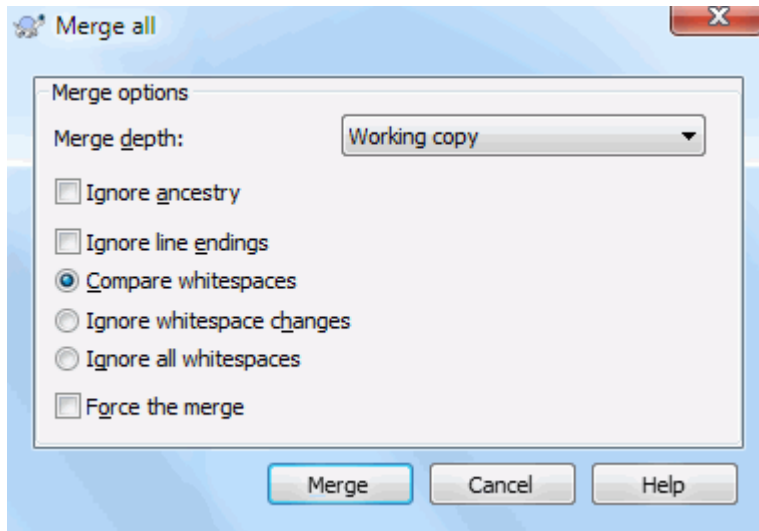 Merge all
Merge options
Merge depth: Working copy
Ignore ancestry
Ignore line endings
Compare whitespaces
Ignore whitespace changes
Ignore all whitespaces
Force the merge
Merge Cancel Help